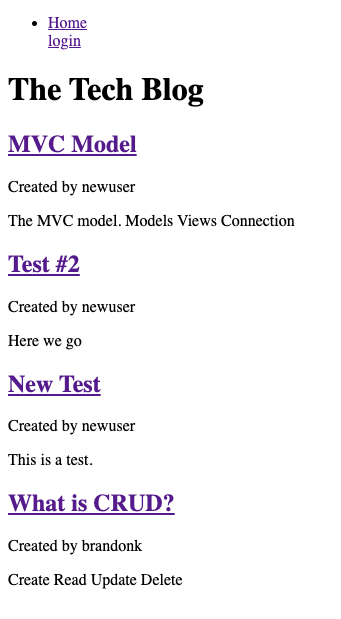 Home
login
The Tech Blog
MVC Model
Created by newuser
The MVC model. Models Views Connection
Test #2
Created by newuser
Here we go
New Test
Created by newuser
This is a test.
What is CRUD?
Created by brandonk
Create Read Update Delete